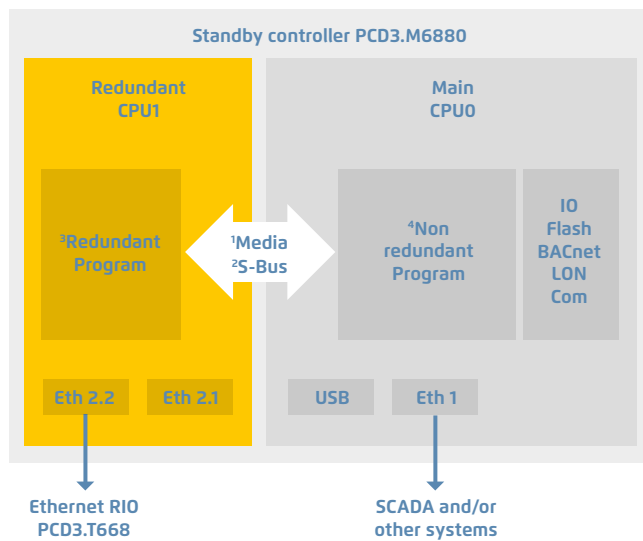 Standby controller PCD3.M6880
Redundant
CPU1
Main
CPU0
³Redundant
Program
¹Media
²S-Bus
⁴Non
redundant
Program
IO
Flash
BACnet
LON
Com
Eth 2.2
Eth 2.1
USB
Eth 1
Ethernet RIO
PCD3.T668
SCADA and/or
other systems